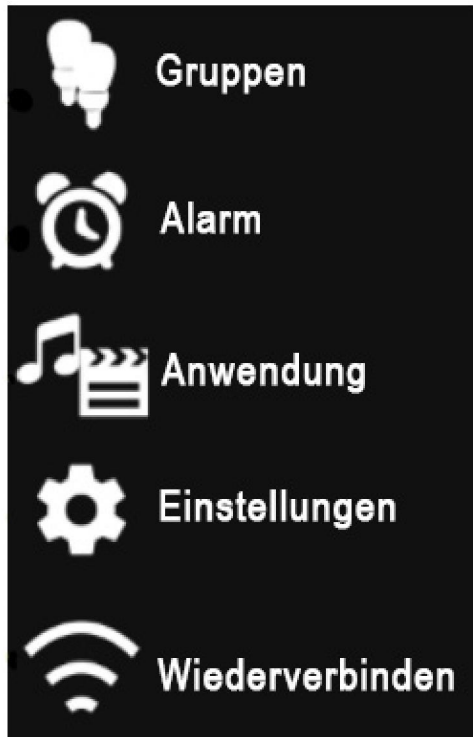 Gruppen
Alarm
Anwendung
Einstellungen
Wiederverbinden